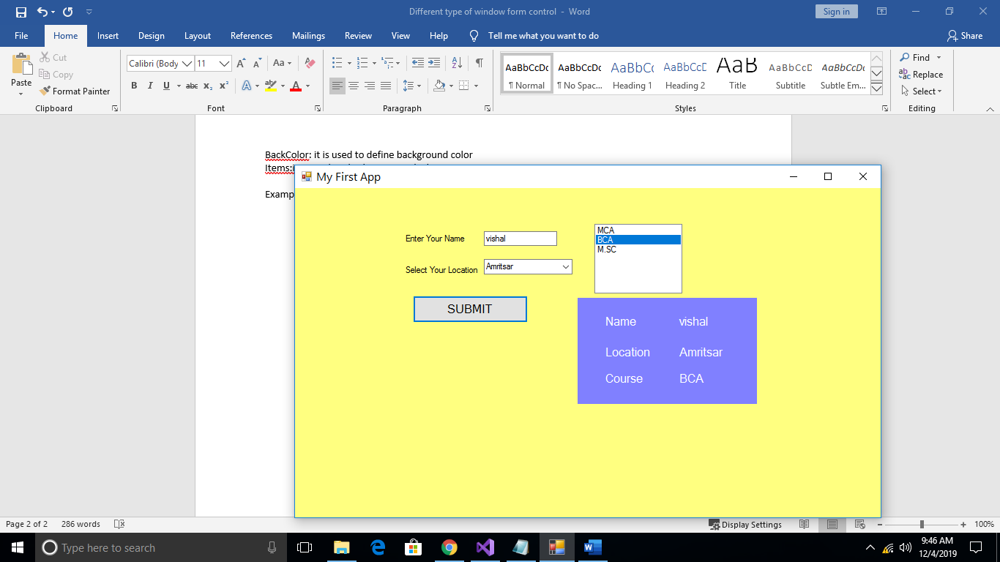 Different type of window form control - Word
Sign in
File Home Insert Design Layout References Mailings Review View Help Tell me what you want to do Share
Paste
Cut
Copy
Format Painter
Clipboard
Calibri (Body 11
Aa
B I U abc x₂ x² A ab A
Font
Paragraph
AaBbCcDc AaBbCcDc AaBbCc AaBbCcD AaB AaBbCcD AaBbCcDc
¶ Normal ¶ No Spac... Heading 1 Heading 2 Title Subtitle Subtle Em...
Styles
Find
Replace
Select
Editing
BackColor: it is used to define background color
Items:
Examp
My First App
Enter Your Name vishal
Select Your Location Amritsar
SUBMIT
MCA
BCA
M.SC
Name vishal
Location Amritsar
Course BCA
Page 2 of 2 286 words Display Settings 100%
Type here to search
9:46 AM
12/4/2019